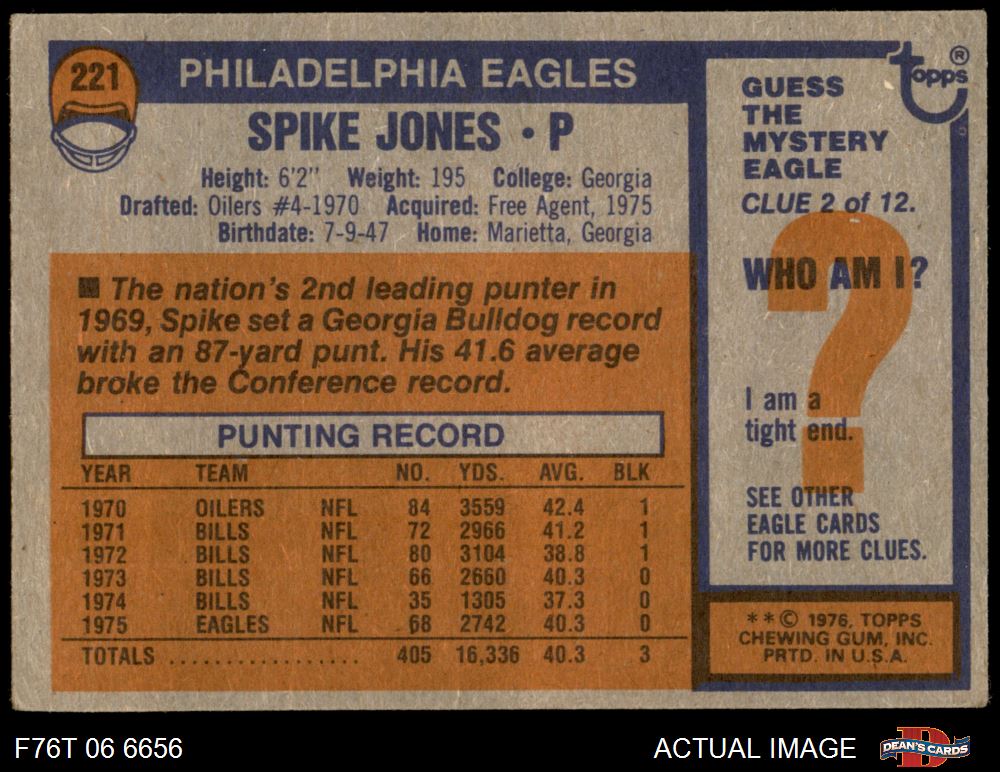 221
PHILADELPHIA EAGLES
SPIKE JONES • P
Height: 6'2" Weight: 195 College: Georgia
Drafted: Oilers #4-1970 Acquired: Free Agent, 1975
Birthdate: 7-9-47 Home: Marietta, Georgia
■ The nation's 2nd leading punter in
1969, Spike set a Georgia Bulldog record
with an 87-yard punt. His 41.6 average
broke the Conference record.
PUNTING RECORD
YEAR TEAM NO. YDS. AVG. BLK
1970 OILERS NFL 84 3559 42.4 1
1971 BILLS NFL 72 2966 41.2 1
1972 BILLS NFL 80 3104 38.8 1
1973 BILLS NFL 66 2660 40.3 0
1974 BILLS NFL 35 1305 37.3 0
1975 EAGLES NFL 68 2742 40.3 0
TOTALS ................. 405 16,336 40.3 3
topps®
GUESS
THE
MYSTERY
EAGLE
CLUE 2 of 12.
?
WHO AM I?
I am a
tight end.
SEE OTHER
EAGLE CARDS
FOR MORE CLUES.
**© 1976, TOPPS
CHEWING GUM, INC.
PRTD. IN U.S.A.
F76T 06 6656
ACTUAL IMAGE
D
DEAN'S CARDS